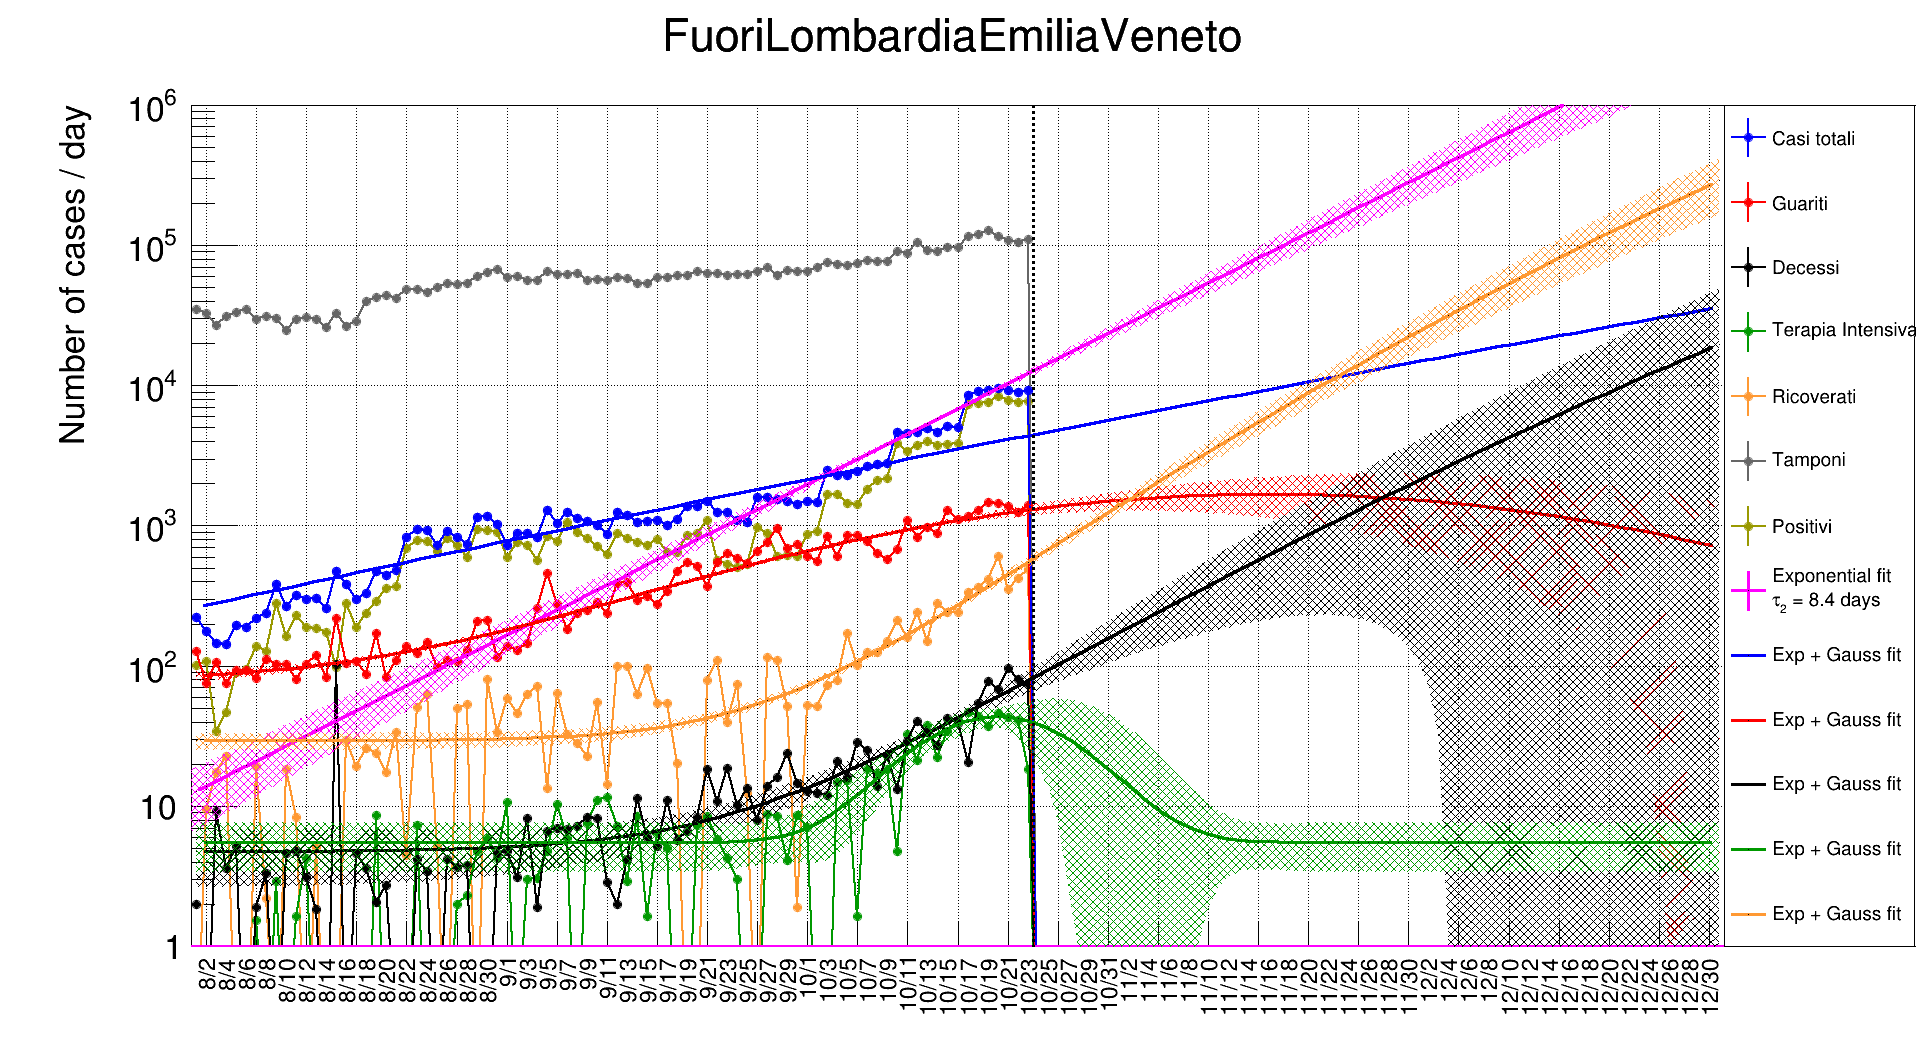 FuoriLombardiaEmiliaVeneto
Number of cases / day
10^6
10^5
10^4
10^3
10^2
10
1
8/2 8/4 8/6 8/8 8/10 8/12 8/14 8/16 8/18 8/20 8/22 8/24 8/26 8/28 8/30 9/1 9/3 9/5 9/7 9/9 9/11 9/13 9/15 9/17 9/19 9/21 9/23 9/25 9/27 9/29 10/1 10/3 10/5 10/7 10/9 10/11 10/13 10/15 10/17 10/19 10/21 10/23 10/25 10/27 10/29 10/31 11/2 11/4 11/6 11/8 11/10 11/12 11/14 11/16 11/18 11/20 11/22 11/24 11/26 11/28 11/30 12/2 12/4 12/6 12/8 12/10 12/12 12/14 12/16 12/18 12/20 12/22 12/24 12/26 12/28 12/30
Casi totali
Guariti
Decessi
Terapia Intensiva
Ricoverati
Tamponi
Positivi
Exponential fit
τ₂ = 8.4 days
Exp + Gauss fit
Exp + Gauss fit
Exp + Gauss fit
Exp + Gauss fit
Exp + Gauss fit